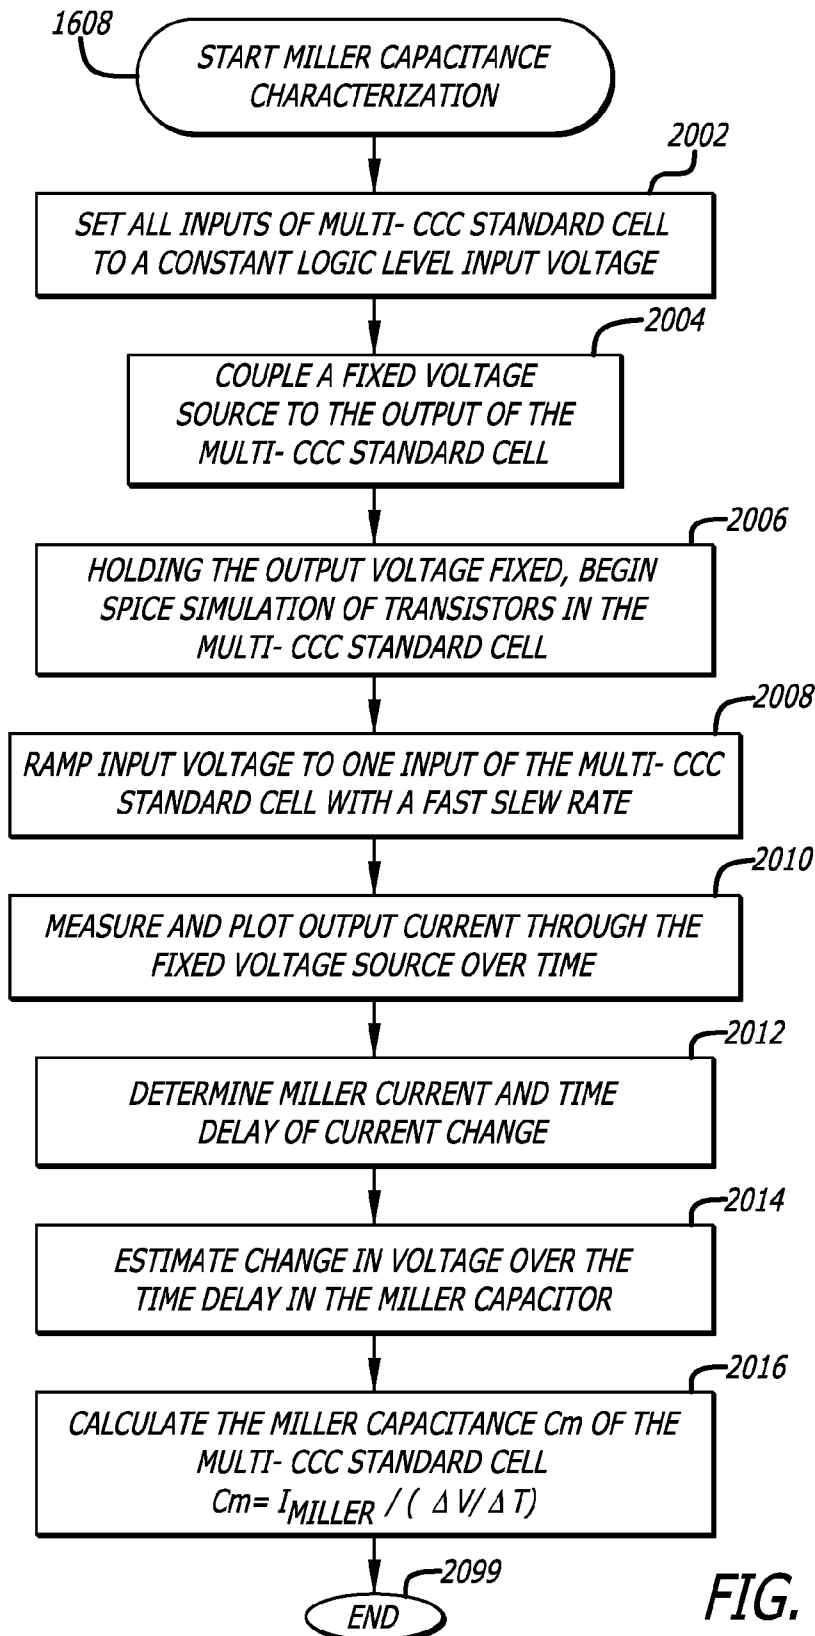 1608
START MILLER CAPACITANCE
CHARACTERIZATION
2002
SET ALL INPUTS OF MULTI- CCC STANDARD CELL
TO A CONSTANT LOGIC LEVEL INPUT VOLTAGE
2004
COUPLE A FIXED VOLTAGE
SOURCE TO THE OUTPUT OF THE
MULTI- CCC STANDARD CELL
2006
HOLDING THE OUTPUT VOLTAGE FIXED, BEGIN
SPICE SIMULATION OF TRANSISTORS IN THE
MULTI- CCC STANDARD CELL
2008
RAMP INPUT VOLTAGE TO ONE INPUT OF THE MULTI- CCC
STANDARD CELL WITH A FAST SLEW RATE
2010
MEASURE AND PLOT OUTPUT CURRENT THROUGH THE
FIXED VOLTAGE SOURCE OVER TIME
2012
DETERMINE MILLER CURRENT AND TIME
DELAY OF CURRENT CHANGE
2014
ESTIMATE CHANGE IN VOLTAGE OVER THE
TIME DELAY IN THE MILLER CAPACITOR
2016
CALCULATE THE MILLER CAPACITANCE Cm OF THE
MULTI- CCC STANDARD CELL
Cm= I MILLER / ( Δ V/ Δ T)
2099
END
FIG.